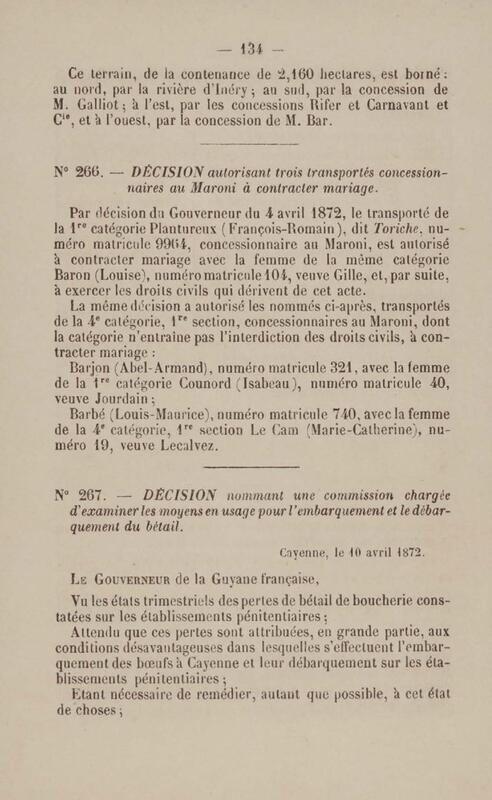 — 134 —
Ce terrain, de la contenance de 2,160 hectares, est borné :
au nord, par la rivière d'Inéry ; au sud, par la concession de
M. Galliot ; à l'est, par les concessions Rifer et Carnavant et
Cie, et à l'ouest, par la concession de M. Bar.
N° 266. — DÉCISION autorisant trois transportés concession-
naires au Maroni à contracter mariage.
Par décision du Gouverneur du 4 avril 1872, le transporté de
la 1re catégorie Plantureux (François-Romain), dit Toriche, nu-
méro matricule 9964, concessionnaire au Maroni, est autorisé
à contracter mariage avec la femme de la même catégorie
Baron (Louise), numéro matricule 104, veuve Gille, et, par suite,
à exercer les droits civils qui dérivent de cet acte.
La même décision a autorisé les nommés ci-après, transportés
de la 4e catégorie, 1re section, concessionnaires au Maroni, dont
la catégorie n'entraîne pas l'interdiction des droits civils, à con-
tracter mariage :
Barjon (Abel-Armand), numéro matricule 321, avec la femme
de la 1re catégorie Counord (Isabeau), numéro matricule 40,
veuve Jourdain ;
Barbé (Louis-Maurice), numéro matricule 740, avec la femme
de la 4e catégorie, 1re section Le Cam (Marie-Catherine), nu-
méro 19, veuve Lecalvez.
N° 267. — DÉCISION nommant une commission chargée
d'examiner les moyens en usage pour l'embarquement et le débar-
quement du bétail.
Cayenne, le 10 avril 1872.
LE GOUVERNEUR de la Guyane française,
Vu les états trimestriels des pertes de bétail de boucherie cons-
tatées sur les établissements pénitentiaires ;
Attendu que ces pertes sont attribuées, en grande partie, aux
conditions désavantageuses dans lesquelles s'effectuent l'embar-
quement des bœufs à Cayenne et leur débarquement sur les éta-
blissements pénitentiaires ;
Etant nécessaire de remédier, autant que possible, à cet état
de choses ;